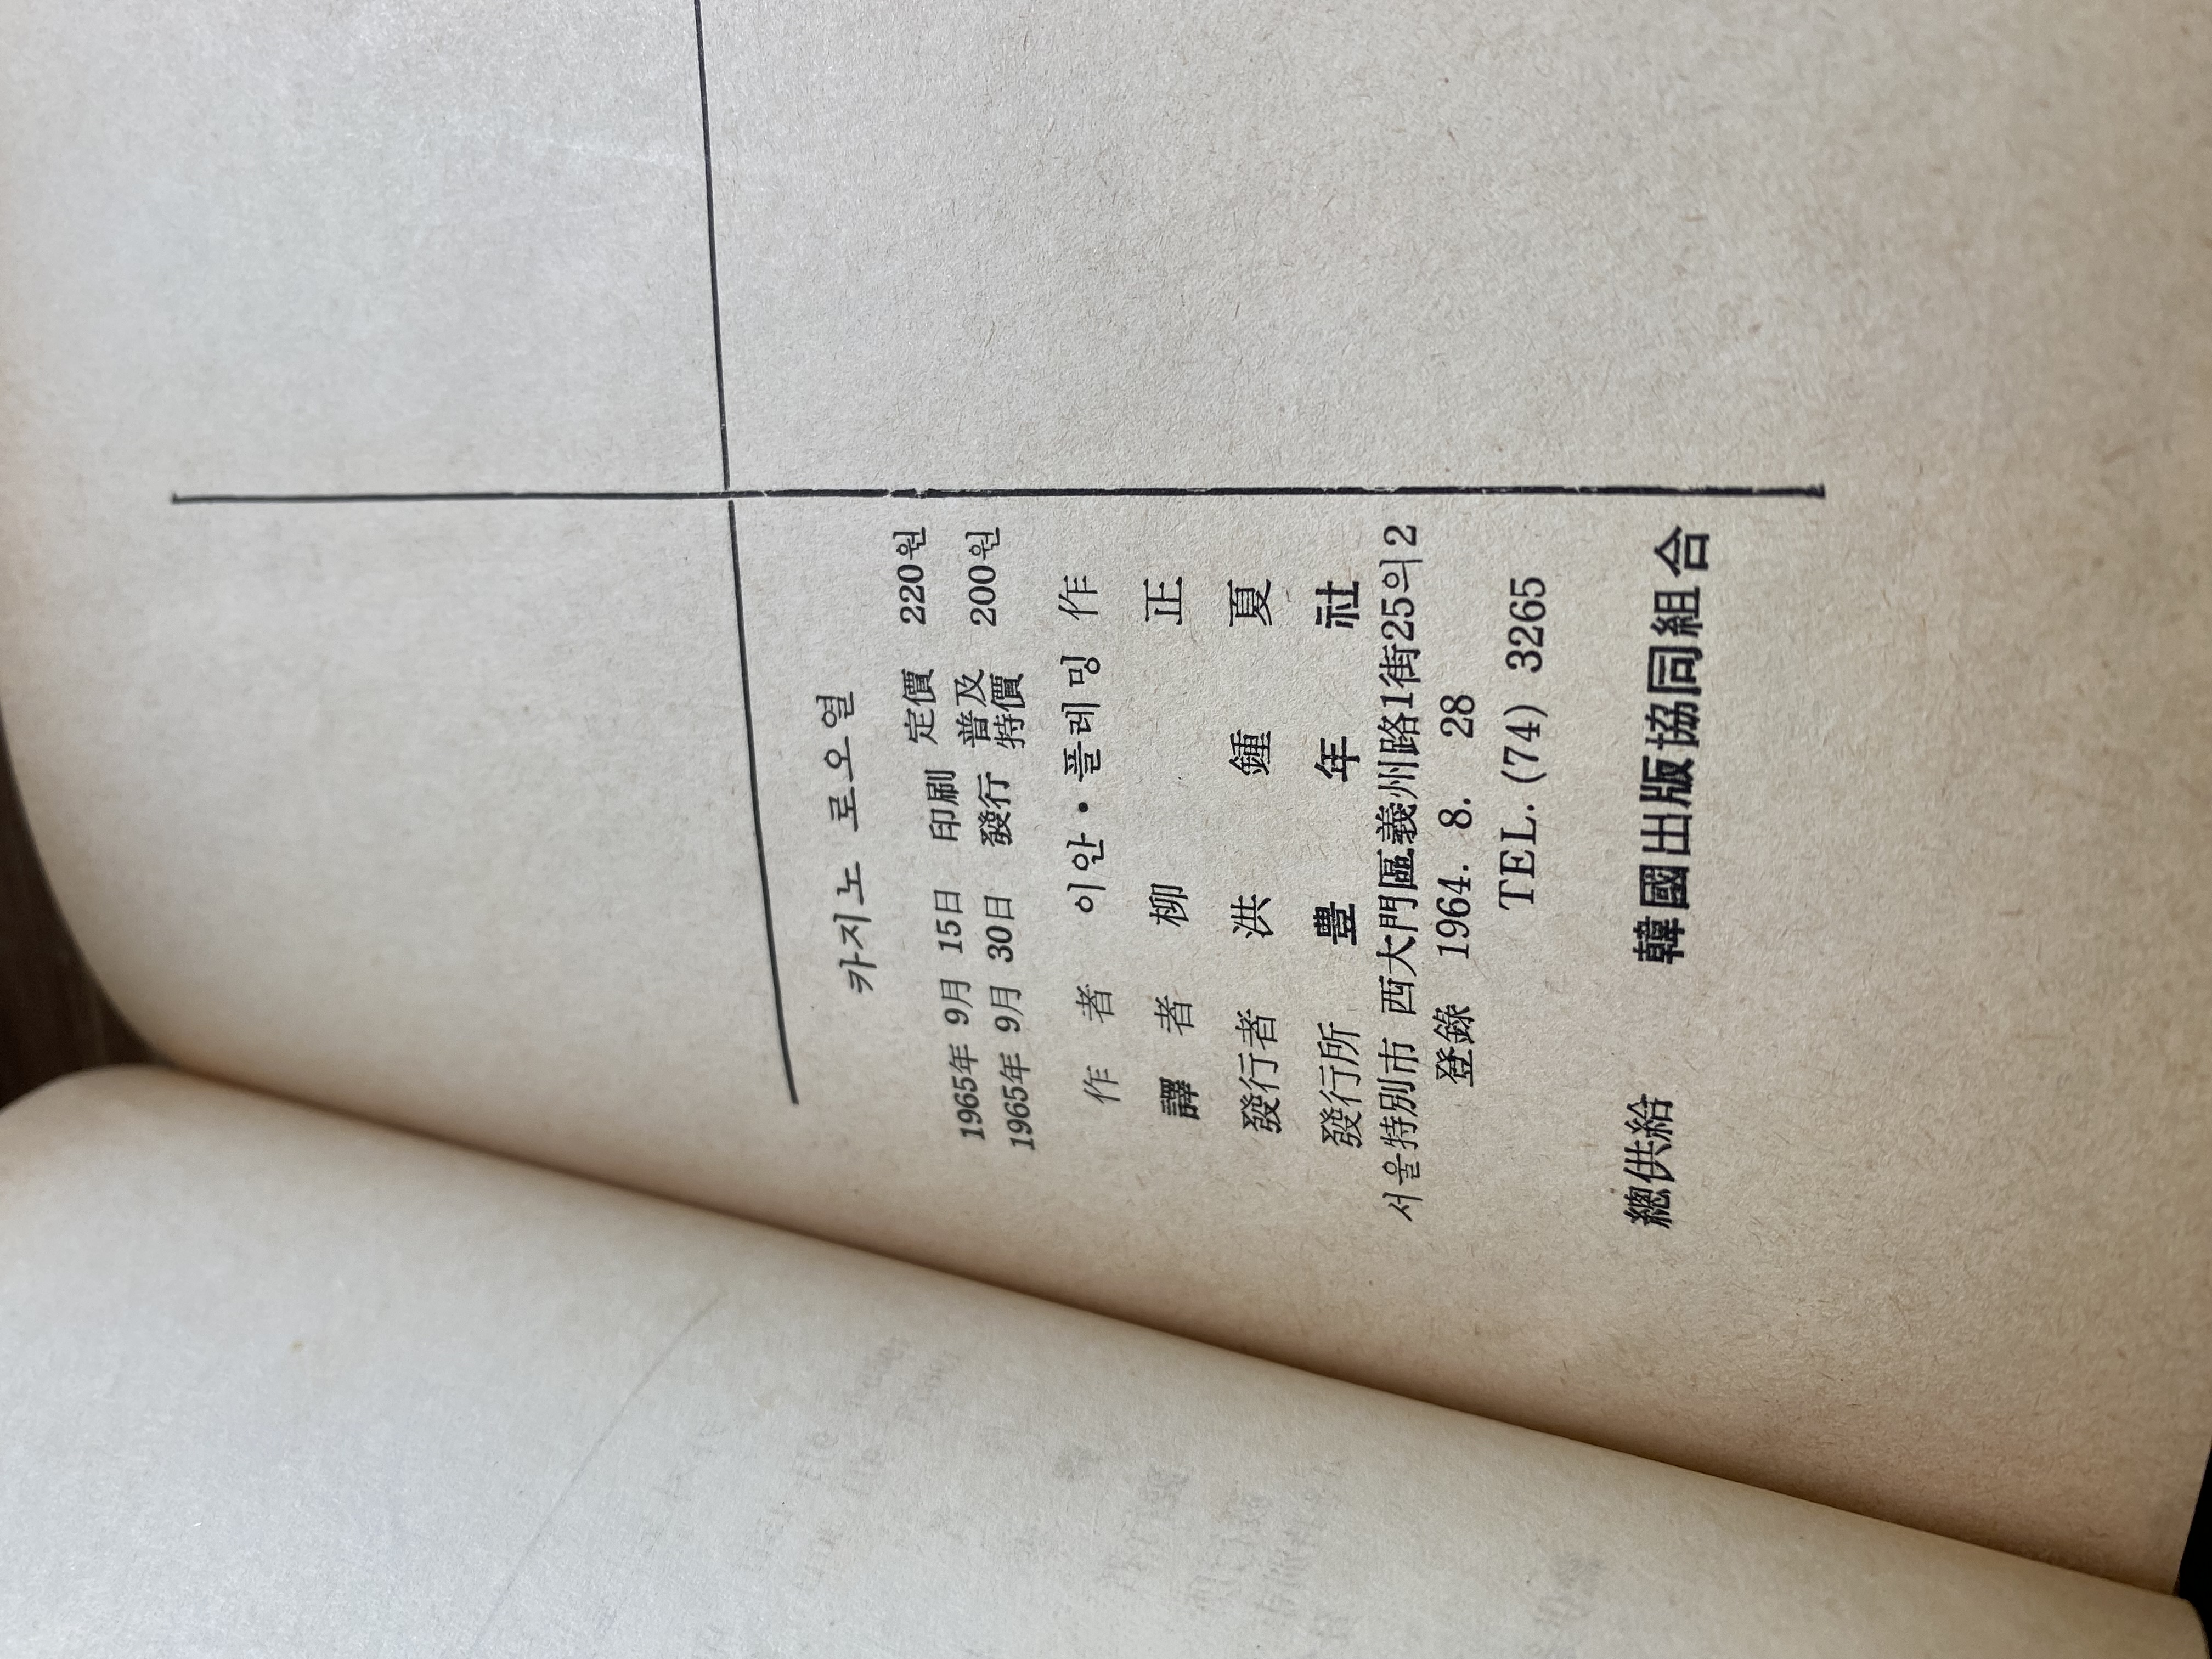 카지노 로오열
1965年 9月 15日 印刷 定價 220원
1965年 9月 30日 發行 普及特價 200원
作 者 이안・플레밍 作
譯 者 柳 正
發行者 洪 鍾 夏
發行所 豊 年 社
서울特別市 西大門區義州路1街25의2
登錄 1964. 8. 28
TEL. (74) 3265
總供給 韓國出版協同組合